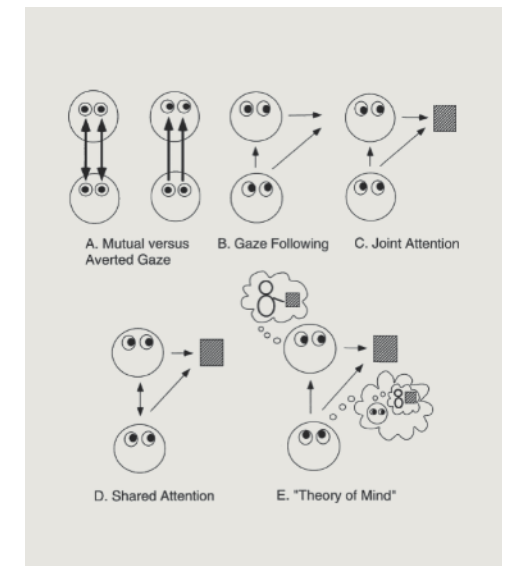 A. Mutual versus
Averted Gaze
B. Gaze Following
C. Joint Attention
D. Shared Attention
E. "Theory of Mind"